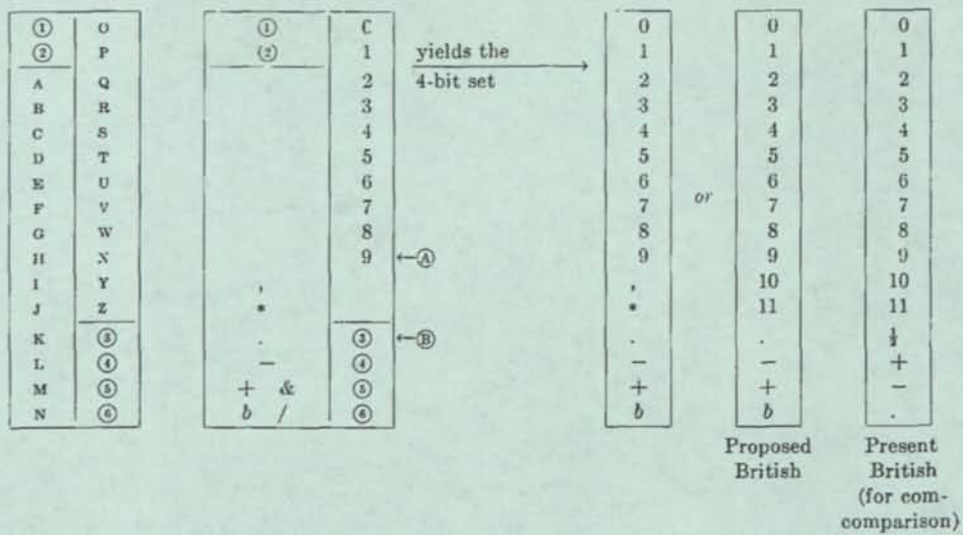 ① O ① C 0 0 0
② P ② 1 yields the 1 1 1
A Q 2 4-bit set 2 2 2
B R 3 3 3 3
C S 4 4 4 4
D T 5 5 5 5
E U 6 6 6 6
F V 7 or 7 7 7
G W 8 8 8 8
H X 9 ←Ⓐ 9 9 9
I Y , , 10 10
J Z * * 11 11
K ③ . ③ ←Ⓑ . . ½
L ④ − ④ − − +
M ⑤ + & ⑤ + + −
N ⑥ b / ⑥ b b .
Proposed Present
British British
(for com-
comparison)